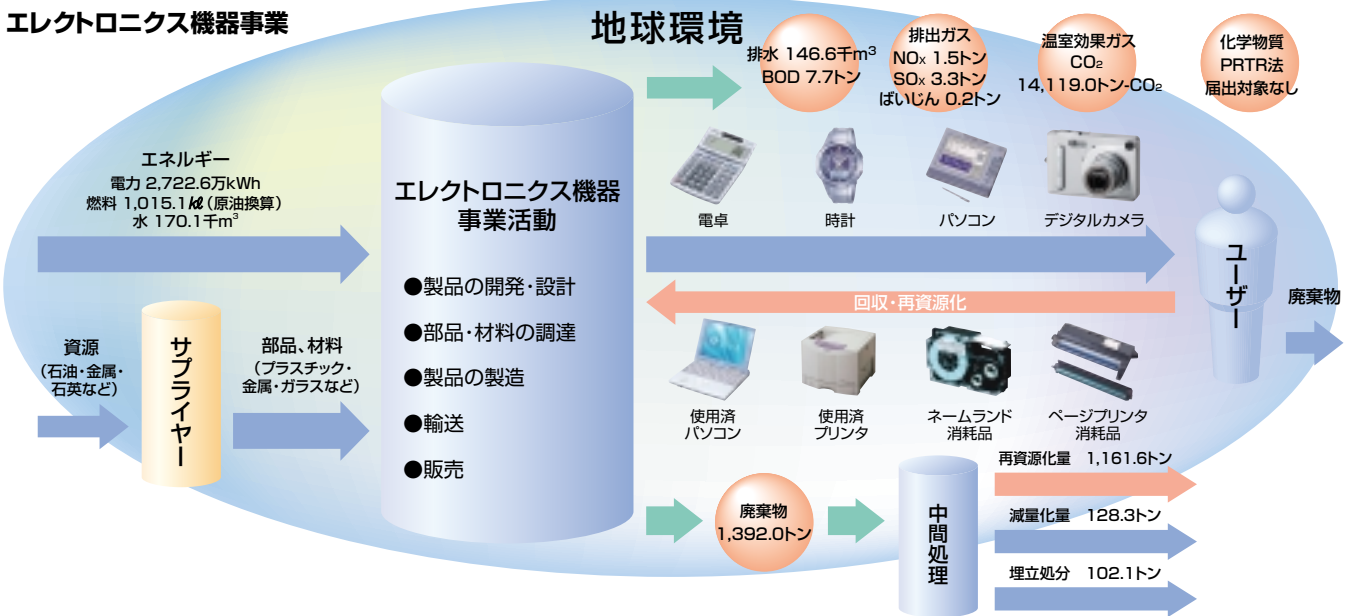 エレクトロニクス機器事業
地球環境
排水 146.6千m³
BOD 7.7トン
排出ガス
NOx 1.5トン
SOx 3.3トン
ばいじん 0.2トン
温室効果ガス
CO₂
14,119.0トン-CO₂
化学物質
PRTR法
届出対象なし
エネルギー
電力 2,722.6万kWh
燃料 1,015.1㎘(原油換算)
水 170.1千m³
エレクトロニクス機器
事業活動
●製品の開発・設計
●部品・材料の調達
●製品の製造
●輸送
●販売
電卓
時計
パソコン
デジタルカメラ
ユーザー
廃棄物
回収・再資源化
資源
(石油・金属・
石英など)
サプライヤー
部品、材料
(プラスチック・
金属・ガラスなど)
使用済
パソコン
使用済
プリンタ
ネームランド
消耗品
ページプリンタ
消耗品
廃棄物
1,392.0トン
中間処理
再資源化量 1,161.6トン
減量化量 128.3トン
埋立処分 102.1トン